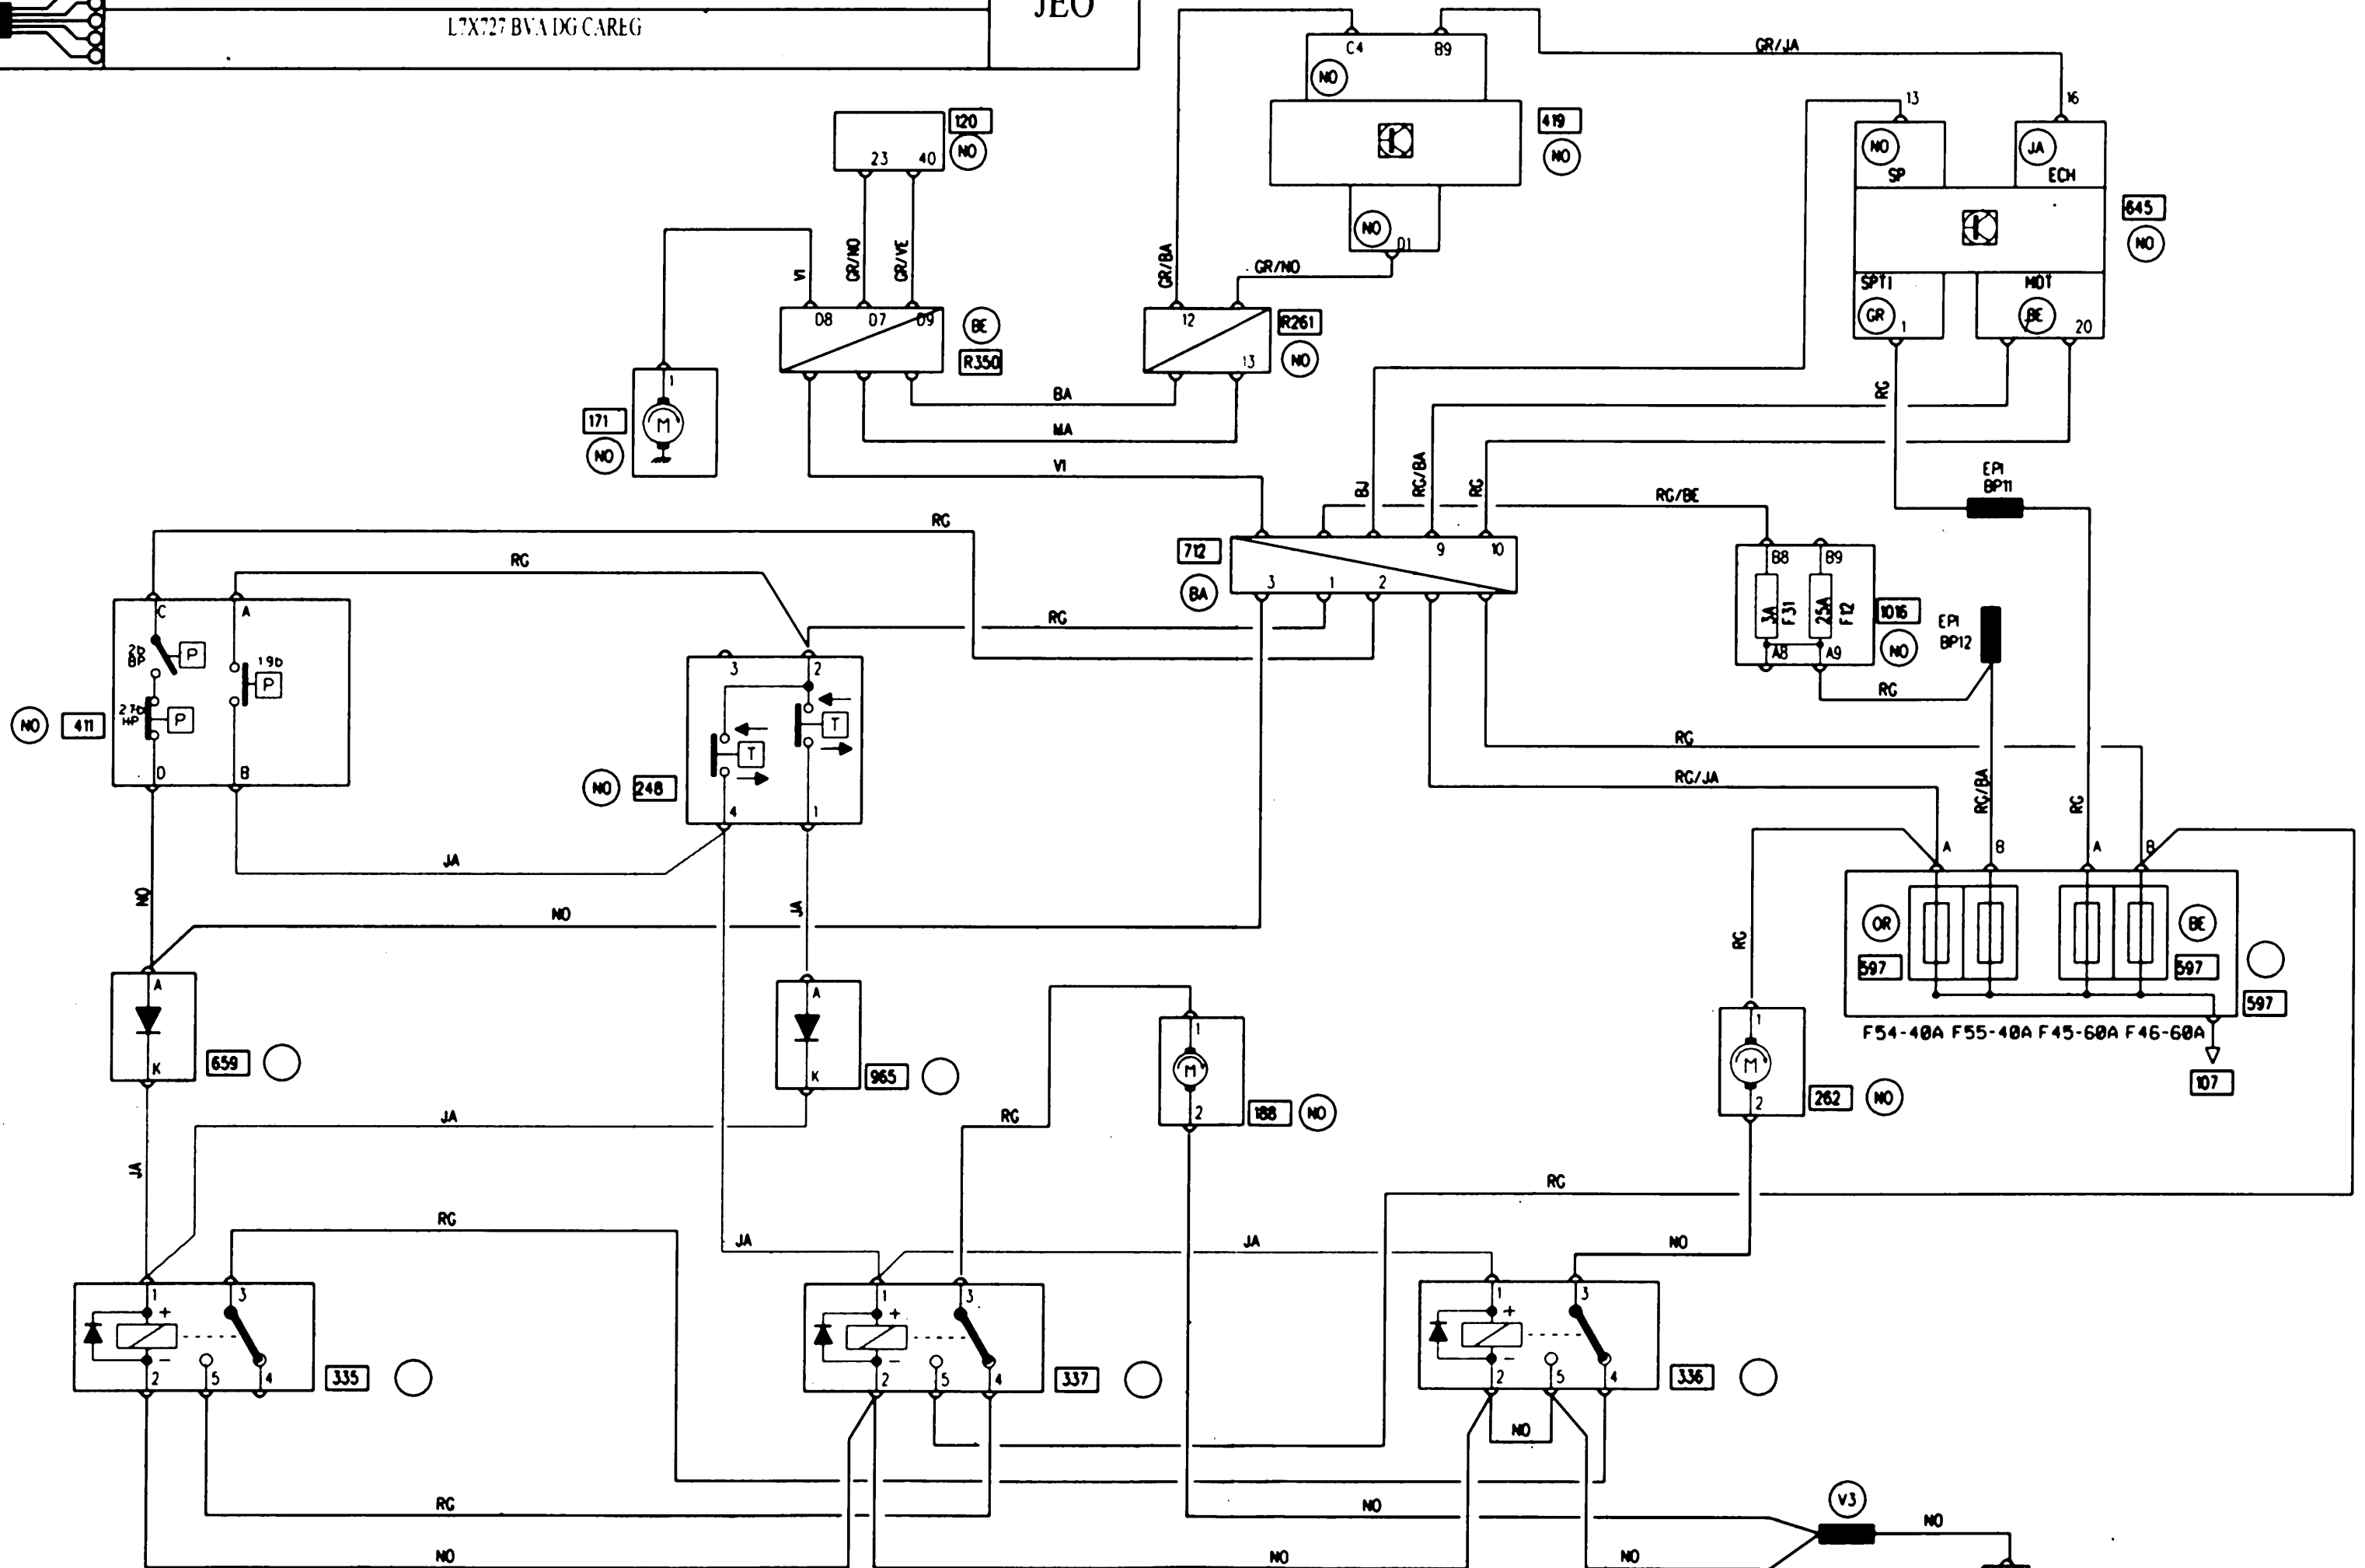 JEO
L7X727 BVA DG CAREG
C4
B9
GR/JA
NO
13
16
120
NO
23
40
419
NO
NO
SP
JA
ECH
645
NO
NO
D1
GR/NO
VI
GR/NO
GR/VE
GR/BA
SPTI
GR
1
MOT
BE
20
D8
D7
D9
BE
R350
12
13
R261
NO
1
M
171
NO
BA
MA
VI
RG
BJ
RG/BA
RG
RG/BE
EPI
BP11
RG
RG
712
BA
9
10
3
1
2
B8
B9
3A
F31
25A
F12
A8
A9
1016
NO
EPI
BP12
RG
RG
C
A
2b
BP
P
19b
P
27b
HP
P
D
B
NO
411
3
2
T
T
4
1
NO
248
RG
RG/JA
RG/BA
RG
JA
NO
NO
JA
A
B
A
B
OR
597
BE
597
597
F54-40A F55-40A F45-60A F46-60A
107
RG
A
K
659
A
K
965
1
M
2
188
NO
1
M
2
262
NO
JA
RG
JA
RG
RG
JA
JA
NO
1
3
+
-
2
5
4
335
1
3
+
-
2
5
4
337
1
3
+
-
2
5
4
336
NO
RG
NO
V3
NO
NO
NO
NO